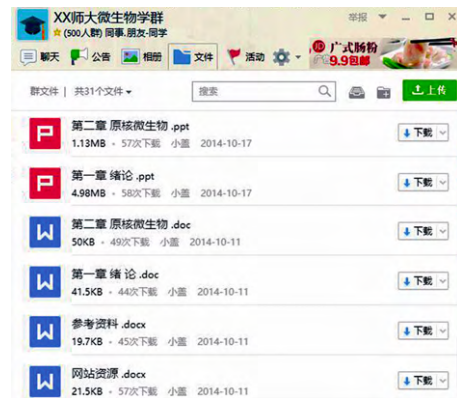 XX师大微生物学群
(500人群) 同事.朋友-同学
举报
聊天 公告 相册 文件 活动
广式肠粉
9.9包邮
群文件 | 共31个文件
搜索
上传
第二章 原核微生物 .ppt
1.13MB - 57次下载 小盖 2014-10-17
下载
第一章 绪论 .ppt
4.98MB - 58次下载 小盖 2014-10-17
下载
第二章 原核微生物 .doc
50KB - 49次下载 小盖 2014-10-11
下载
第一章 绪 论 .doc
41.5KB - 44次下载 小盖 2014-10-11
下载
参考资料 .docx
19.7KB - 45次下载 小盖 2014-10-11
下载
网站资源 .docx
21.5KB - 57次下载 小盖 2014-10-11
下载